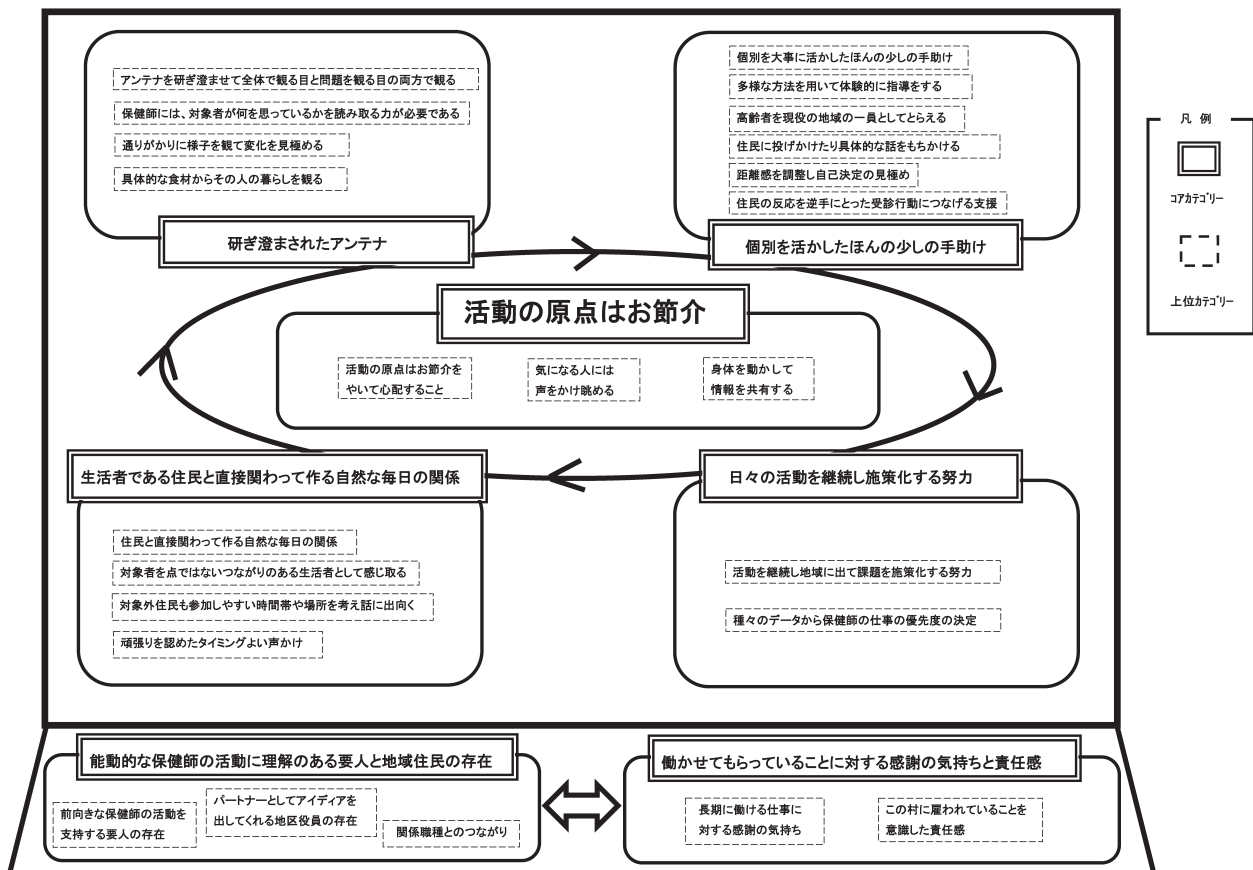 アンテナを研ぎ澄ませて全体で観る目と問題を観る目の両方で観る
保健師には、対象者が何を思っているかを読み取る力が必要である
通りがかりに様子を観て変化を見極める
具体的な食材からその人の暮らしを観る
研ぎ澄まされたアンテナ
個別を大事に活かしたほんの少しの手助け
多様な方法を用いて体験的に指導をする
高齢者を現役の地域の一員としてとらえる
住民に投げかけたり具体的な話をもちかける
距離感を調整し自己決定の見極め
住民の反応を逆手にとった受診行動につなげる支援
個別を活かしたほんの少しの手助け
凡 例
コアカテゴリー
上位カテゴリー
活動の原点はお節介
活動の原点はお節介を
やいて心配すること
気になる人には
声をかけ眺める
身体を動かして
情報を共有する
生活者である住民と直接関わって作る自然な毎日の関係
住民と直接関わって作る自然な毎日の関係
対象者を点ではないつながりのある生活者として感じ取る
対象外住民も参加しやすい時間帯や場所を考え話に出向く
頑張りを認めたタイミングよい声かけ
日々の活動を継続し施策化する努力
活動を継続し地域に出て課題を施策化する努力
種々のデータから保健師の仕事の優先度の決定
能動的な保健師の活動に理解のある要人と地域住民の存在
前向きな保健師の活動を
支持する要人の存在
パートナーとしてアイディアを
出してくれる地区役員の存在
関係職種とのつながり
働かせてもらっていることに対する感謝の気持ちと責任感
長期に働ける仕事に
対する感謝の気持ち
この村に雇われていることを
意識した責任感